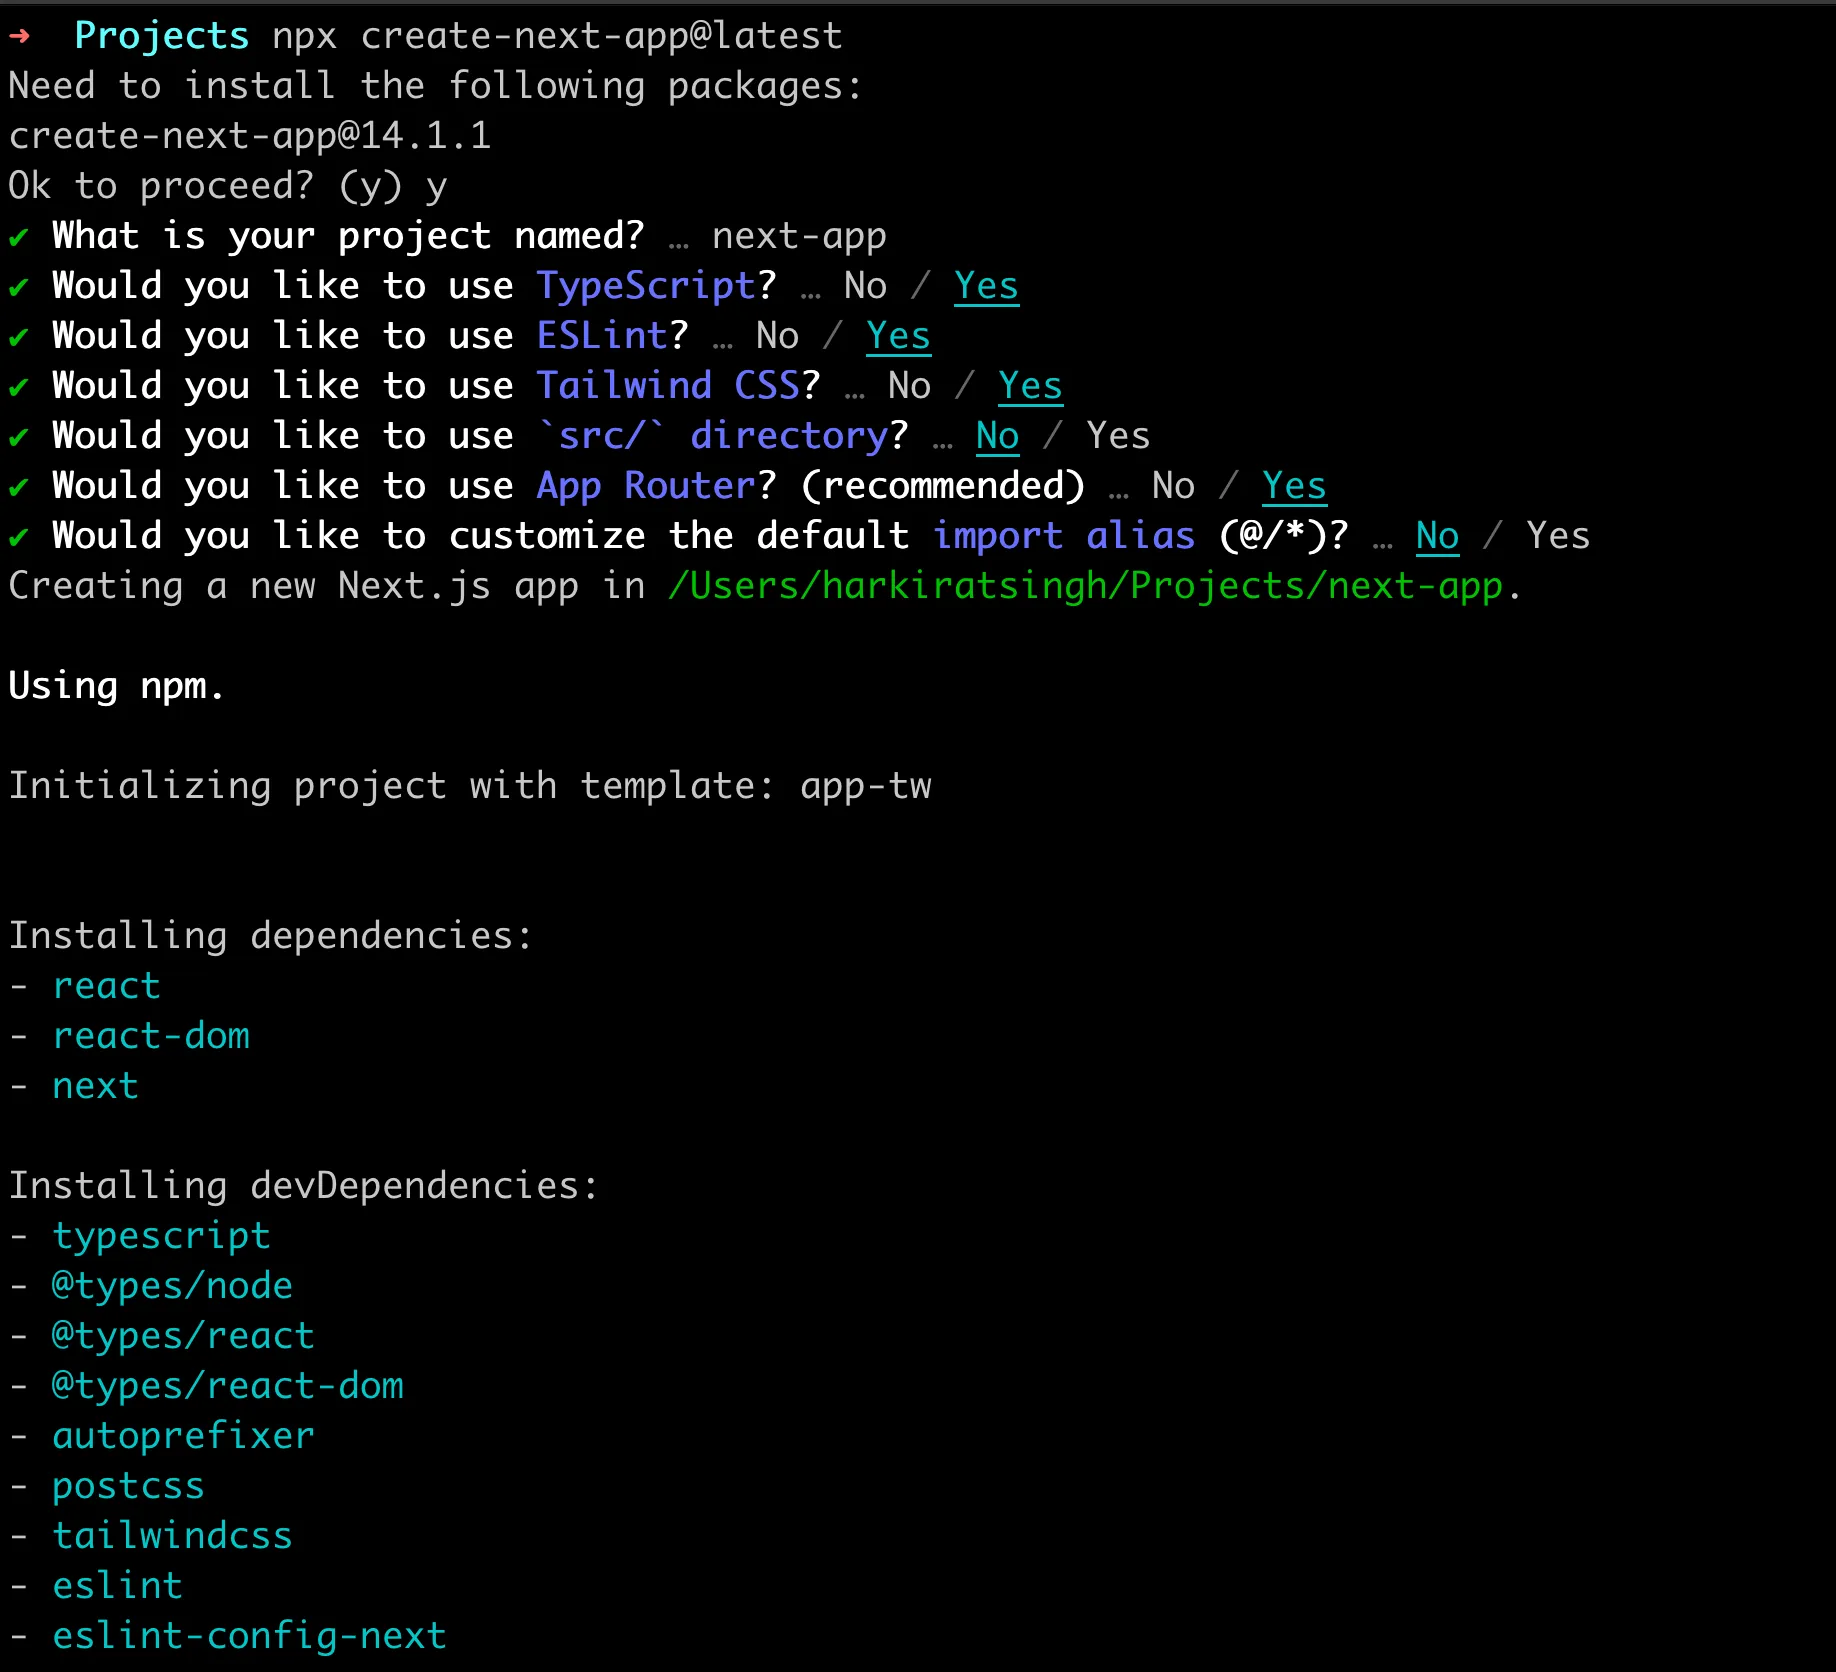 ➜  Projects npx create-next-app@latest
Need to install the following packages:
create-next-app@14.1.1
Ok to proceed? (y) y
✔ What is your project named? … next-app
✔ Would you like to use TypeScript? … No / Yes
✔ Would you like to use ESLint? … No / Yes
✔ Would you like to use Tailwind CSS? … No / Yes
✔ Would you like to use `src/` directory? … No / Yes
✔ Would you like to use App Router? (recommended) … No / Yes
✔ Would you like to customize the default import alias (@/*)? … No / Yes
Creating a new Next.js app in /Users/harkiratsingh/Projects/next-app.
Using npm.
Initializing project with template: app-tw
Installing dependencies:
- react
- react-dom
- next
Installing devDependencies:
- typescript
- @types/node
- @types/react
- @types/react-dom
- autoprefixer
- postcss
- tailwindcss
- eslint
- eslint-config-next